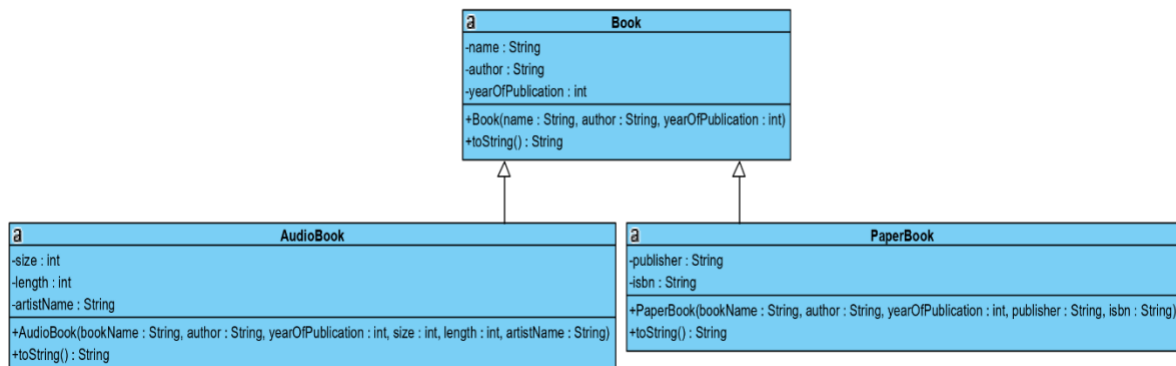 a Book
-name : String
-author : String
-yearOfPublication : int
+Book(name : String, author : String, yearOfPublication : int)
+toString() : String
a AudioBook
-size : int
-length : int
-artistName : String
+AudioBook(bookName : String, author : String, yearOfPublication : int, size : int, length : int, artistName : String)
+toString() : String
a PaperBook
-publisher : String
-isbn : String
+PaperBook(bookName : String, author : String, yearOfPublication : int, publisher : String, isbn : String)
+toString() : String